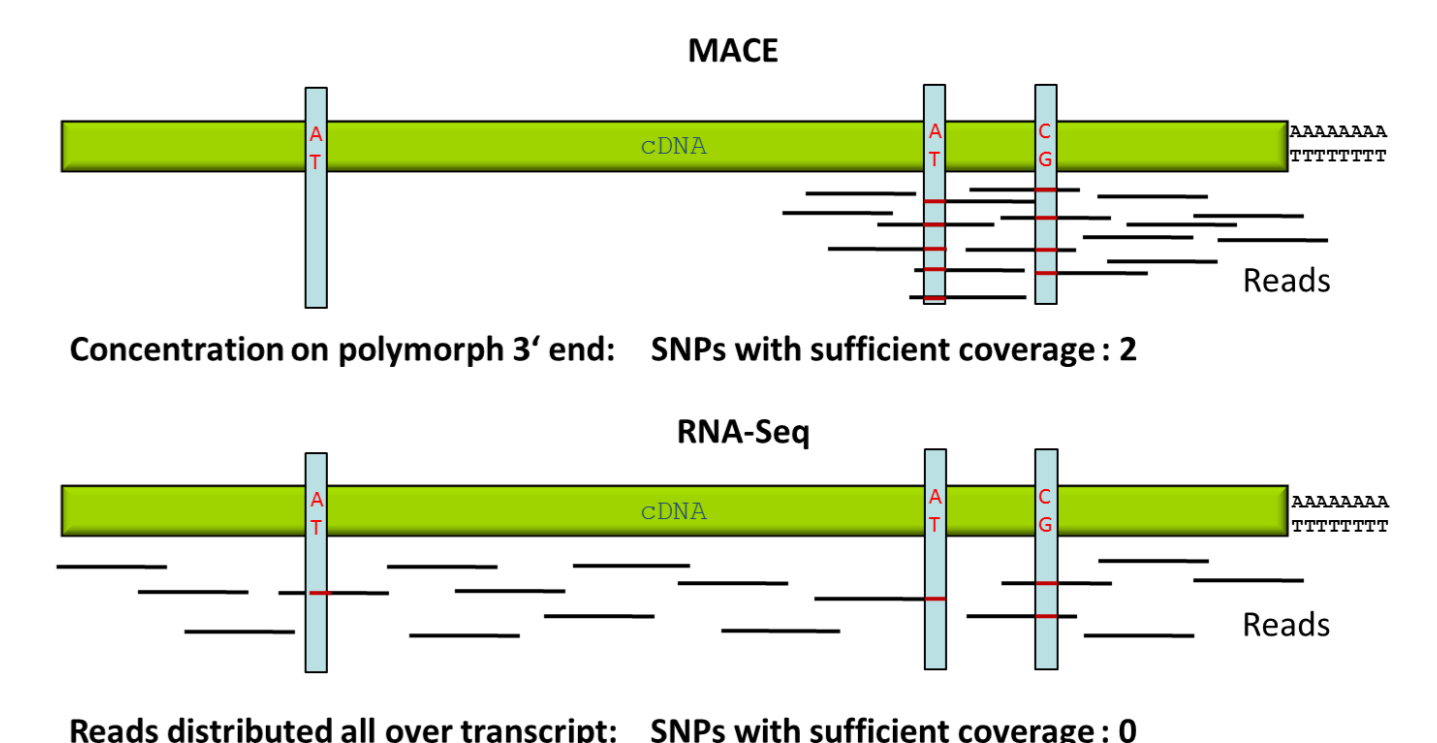 MACE
A
T
cDNA
A
T
C
G
AAAAAAAA
TTTTTTTT
Reads
Concentration on polymorph 3‘ end: SNPs with sufficient coverage : 2
RNA-Seq
A
T
cDNA
A
T
C
G
AAAAAAAA
TTTTTTTT
Reads
Reads distributed all over transcript: SNPs with sufficient coverage : 0